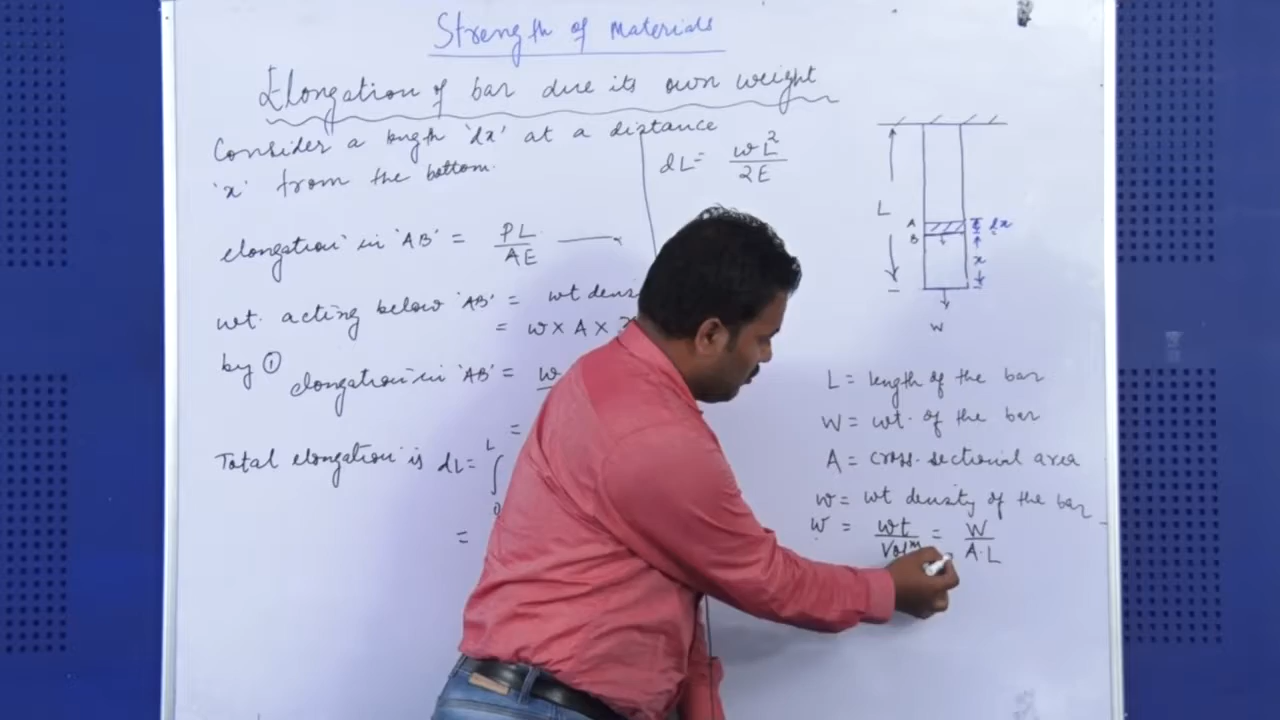 Strength of Materials
Elongation of bar due its own weight
Consider a length 'dx' at a distance
'x' from the bottom.
elongation in 'AB' = PL / AE
wt. acting below 'AB' = wt densi
= w × A ×
by ①
elongation in 'AB' = w
=
Total elongation is dL = ∫ L 0
=
dL = wL² / 2E
L
A
B
dx
x
W
L = length of the bar
W = wt. of the bar
A = cross-sectional area
w = wt density of the bar
w = wt / Volm = W / A.L